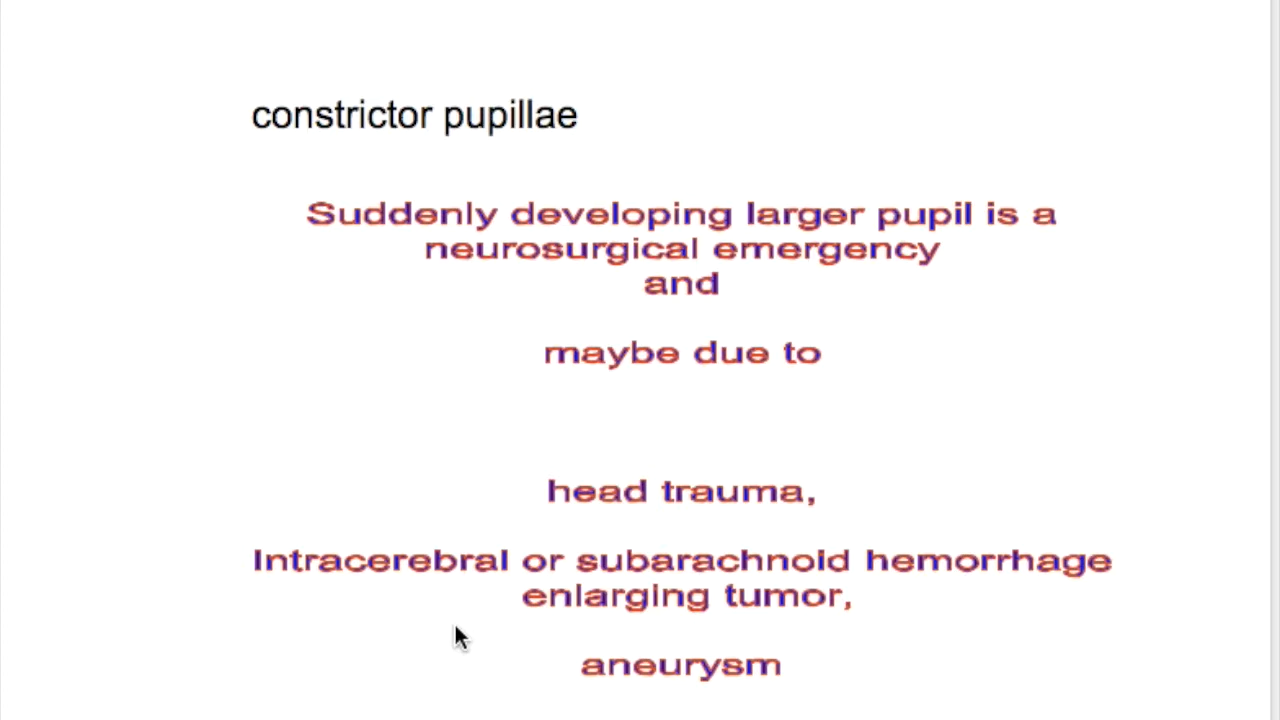 constrictor pupillae
Suddenly developing larger pupil is a
neurosurgical emergency
and
maybe due to
head trauma,
Intracerebral or subarachnoid hemorrhage
enlarging tumor,
aneurysm